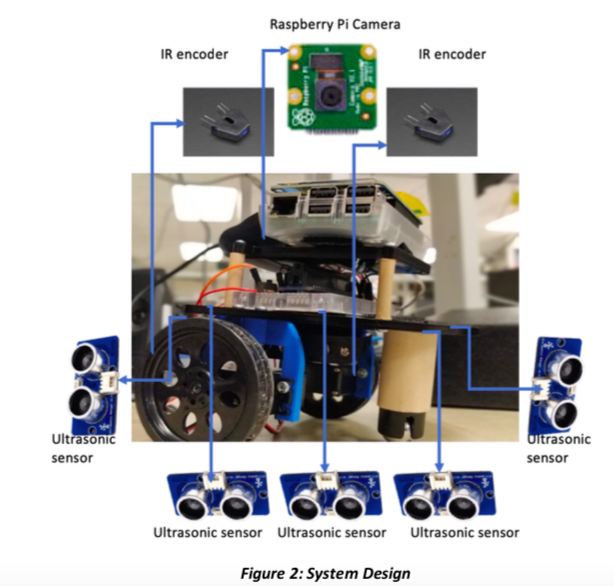 Raspberry Pi Camera
IR encoder
IR encoder
Ultrasonic
sensor
Ultrasonic
sensor
Ultrasonic sensor
Ultrasonic sensor
Ultrasonic sensor
Figure 2: System Design